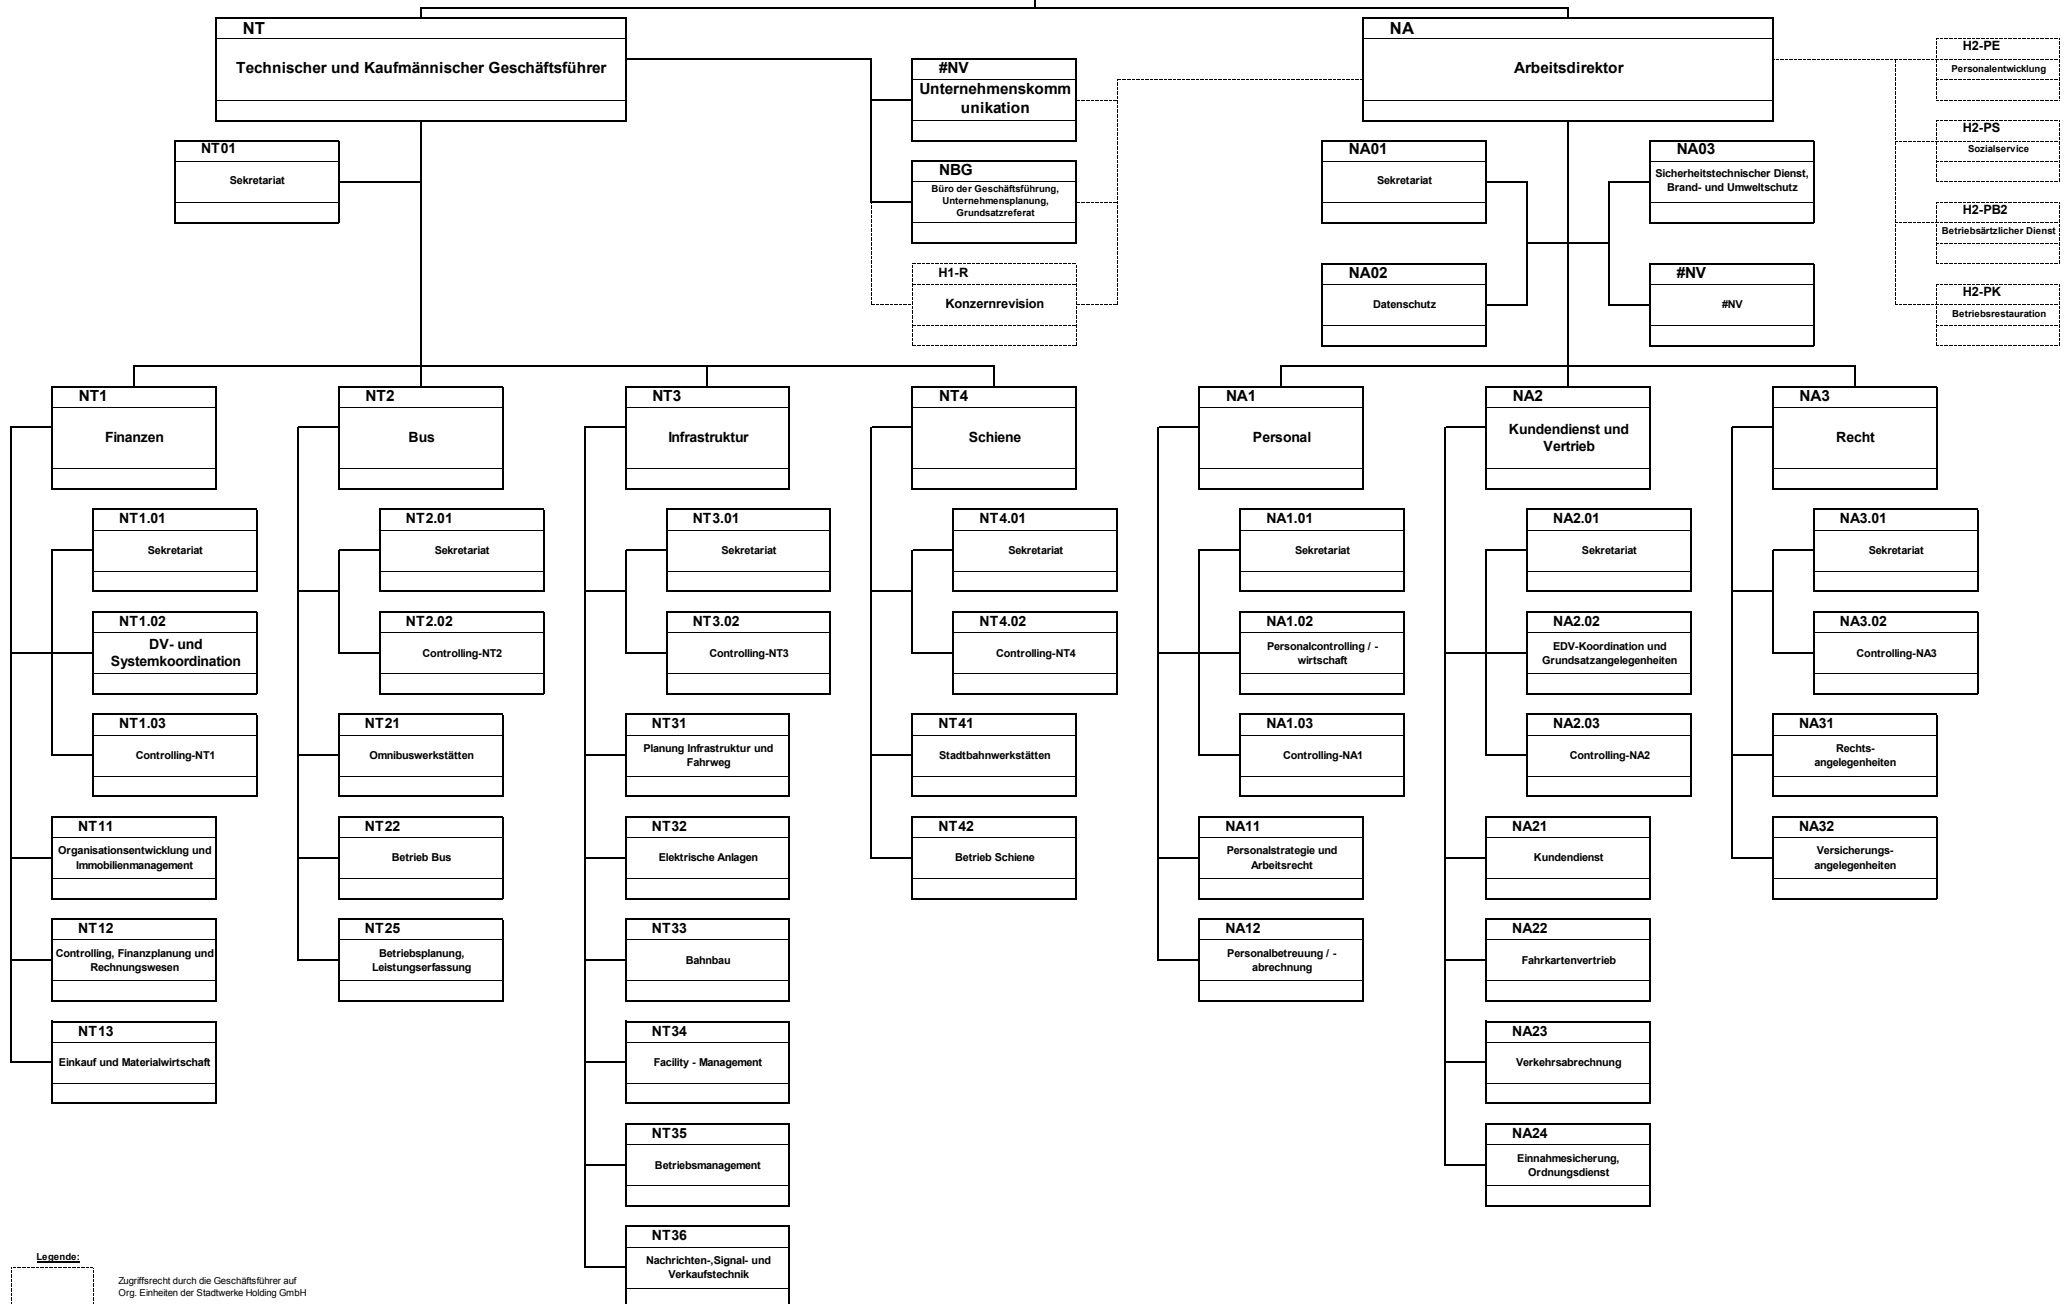 NT
Technischer und Kaufmännischer Geschäftsführer
NA
Arbeitsdirektor
#NV
Unternehmenskomm
unikation
H2-PE
Personalentwicklung
NT01
Sekretariat
NBG
Büro der Geschäftsführung,
Unternehmensplanung,
Grundsatzreferat
H1-R
Konzernrevision
NA01
Sekretariat
NA03
Sicherheitstechnischer Dienst,
Brand- und Umweltschutz
NA02
Datenschutz
#NV
#NV
H2-PS
Sozialservice
H2-PB2
Betriebsärtzlicher Dienst
H2-PK
Betriebsrestauration
NT1
Finanzen
NT1.01
Sekretariat
NT1.02
DV- und
Systemkoordination
NT1.03
Controlling-NT1
NT11
Organisationsentwicklung und
Immobilienmanagement
NT12
Controlling, Finanzplanung und
Rechnungswesen
NT13
Einkauf und Materialwirtschaft
NT2
Bus
NT2.01
Sekretariat
NT2.02
Controlling-NT2
NT21
Omnibuswerkstätten
NT22
Betrieb Bus
NT25
Betriebsplanung,
Leistungserfassung
NT3
Infrastruktur
NT3.01
Sekretariat
NT3.02
Controlling-NT3
NT31
Planung Infrastruktur und
Fahrweg
NT32
Elektrische Anlagen
NT33
Bahnbau
NT34
Facility - Management
NT35
Betriebsmanagement
NT36
Nachrichten-,Signal- und
Verkaufstechnik
NT4
Schiene
NT4.01
Sekretariat
NT4.02
Controlling-NT4
NT41
Stadtbahnwerkstätten
NT42
Betrieb Schiene
NA1
Personal
NA1.01
Sekretariat
NA1.02
Personalcontrolling / -
wirtschaft
NA1.03
Controlling-NA1
NA11
Personalstrategie und
Arbeitsrecht
NA12
Personalbetreuung / -
abrechnung
NA2
Kundendienst und
Vertrieb
NA2.01
Sekretariat
NA2.02
EDV-Koordination und
Grundsatzangelegenheiten
NA2.03
Controlling-NA2
NA21
Kundendienst
NA22
Fahrkartenvertrieb
NA23
Verkehrsabrechnung
NA24
Einnahmesicherung,
Ordnungsdienst
NA3
Recht
NA3.01
Sekretariat
NA3.02
Controlling-NA3
NA31
Rechts-
angelegenheiten
NA32
Versicherungs-
angelegenheiten
Legende:
Zugriffsrecht durch die Geschäftsführer auf
Org. Einheiten der Stadtwerke Holding GmbH